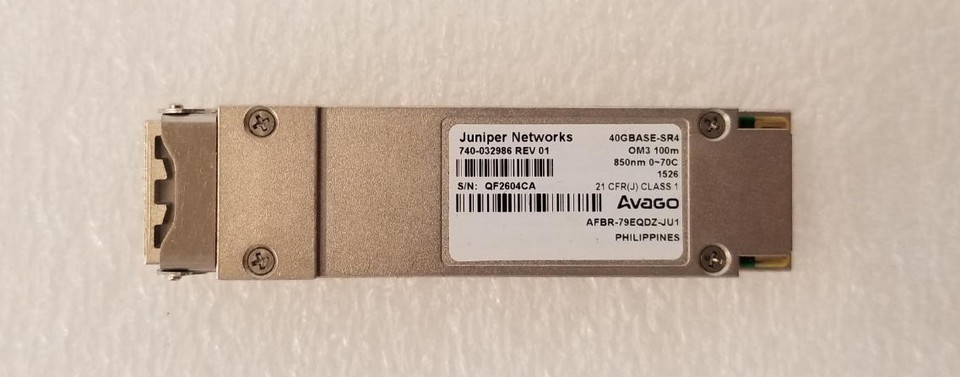 Juniper Networks
740-032986 REV 01
S/N: QF2604CA
40GBASE-SR4
OM3 100m
850nm 0~70C
1526
21 CFR(J) CLASS 1
AVAGO
AFBR-79EQDZ-JU1
PHILIPPINES